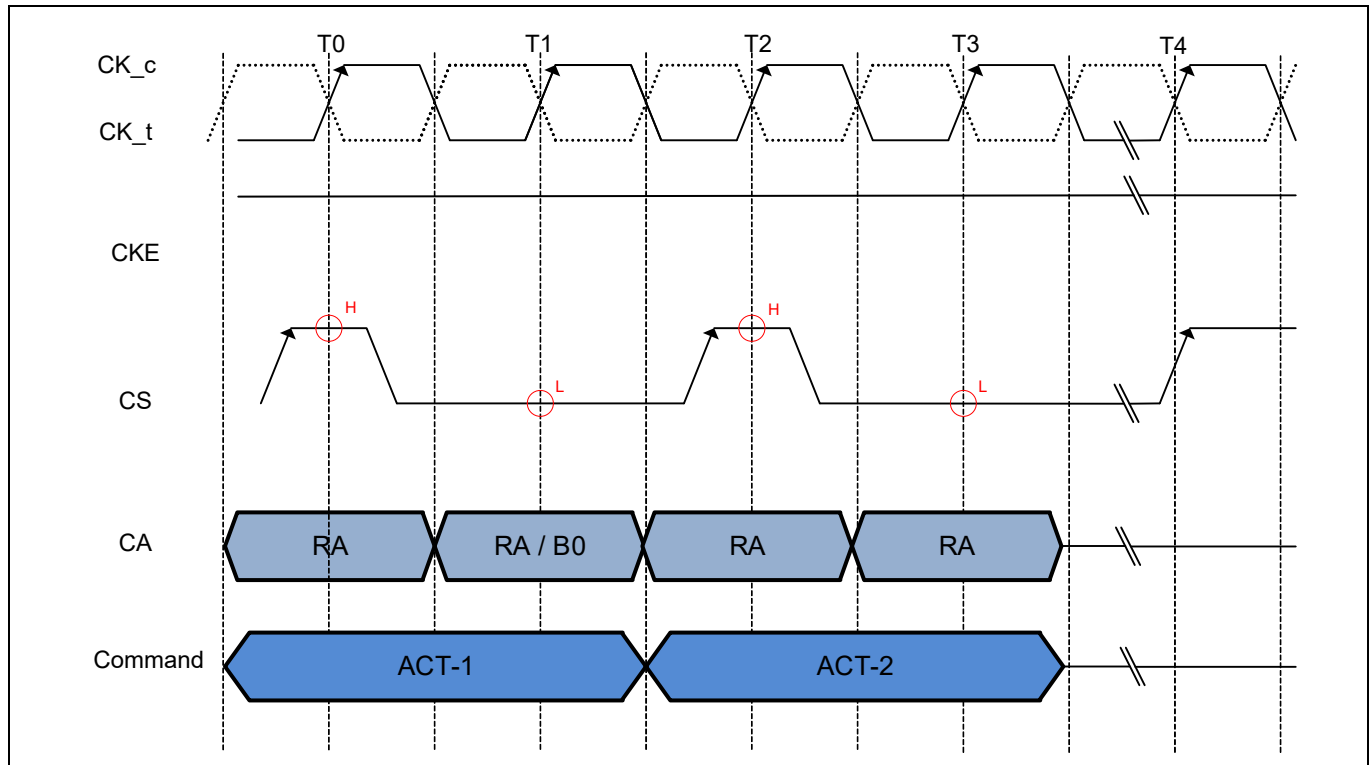 T0 T1 T2 T3 T4
CK_c
CK_t
CKE
H H
CS L L
CA RA RA / B0 RA RA
Command ACT-1 ACT-2